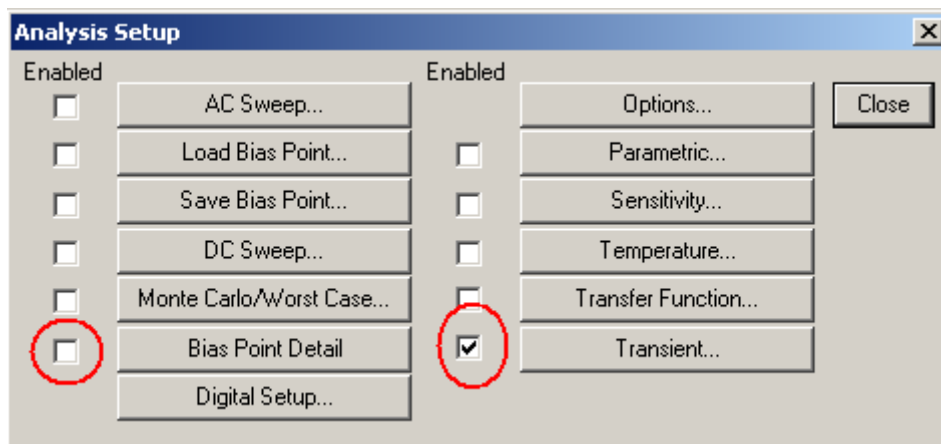 Analysis Setup
Enabled Enabled
AC Sweep... Options... Close
Load Bias Point... Parametric...
Save Bias Point... Sensitivity...
DC Sweep... Temperature...
Monte Carlo/Worst Case... Transfer Function...
Bias Point Detail Transient...
Digital Setup...